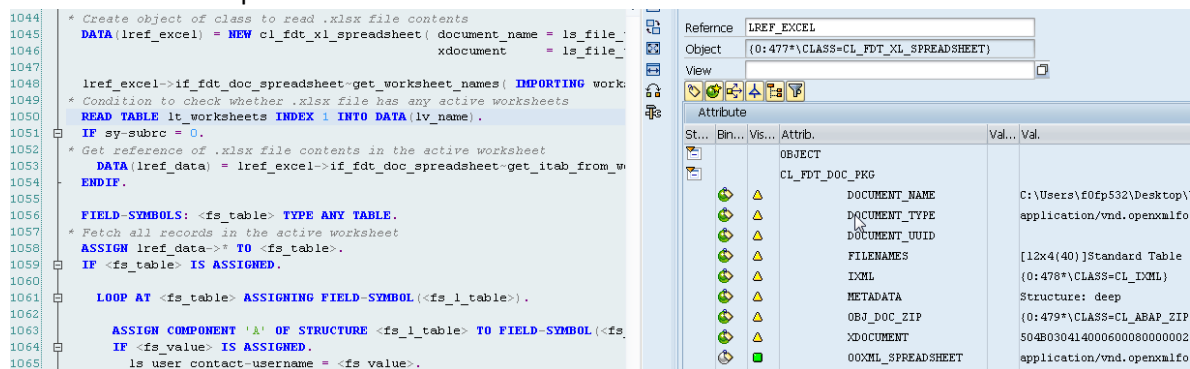 1044 * Create object of class to read .xlsx file contents
1045 DATA(lref_excel) = NEW cl_fdt_xl_spreadsheet( document_name = ls_file_
1046 xdocument = ls_file_
1047
1048 lref_excel->if_fdt_doc_spreadsheet~get_worksheet_names( IMPORTING work
1049 * Condition to check whether .xlsx file has any active worksheets
1050 READ TABLE lt_worksheets INDEX 1 INTO DATA(lv_name).
1051 IF sy-subrc = 0.
1052 * Get reference of .xlsx file contents in the active worksheet
1053 DATA(lref_data) = lref_excel->if_fdt_doc_spreadsheet~get_itab_from_w
1054 ENDIF.
1055
1056 FIELD-SYMBOLS: <fs_table> TYPE ANY TABLE.
1057 * Fetch all records in the active worksheet
1058 ASSIGN lref_data->* TO <fs_table>.
1059 IF <fs_table> IS ASSIGNED.
1060
1061 LOOP AT <fs_table> ASSIGNING FIELD-SYMBOL(<fs_l_table>).
1062
1063 ASSIGN COMPONENT 'A' OF STRUCTURE <fs_l_table> TO FIELD-SYMBOL(<fs
1064 IF <fs_value> IS ASSIGNED.
1065 ls_user_contact-username = <fs_value>.
Refernce LREF_EXCEL
Object {O:477*\CLASS=CL_FDT_XL_SPREADSHEET}
View
Attribute
St... Bin... Vis... Attrib. Val... Val.
OBJECT
CL_FDT_DOC_PKG
DOCUMENT_NAME C:\Users\f0fp532\Desktop\
DOCUMENT_TYPE application/vnd.openxmlfo
DOCUMENT_UUID
FILENAMES [12x4(40)]Standard Table
IXML {O:478*\CLASS=CL_IXML}
METADATA Structure: deep
OBJ_DOC_ZIP {O:479*\CLASS=CL_ABAP_ZIP
XDOCUMENT 504B0304140006000800000002
OOXML_SPREADSHEET application/vnd.openxmlfo